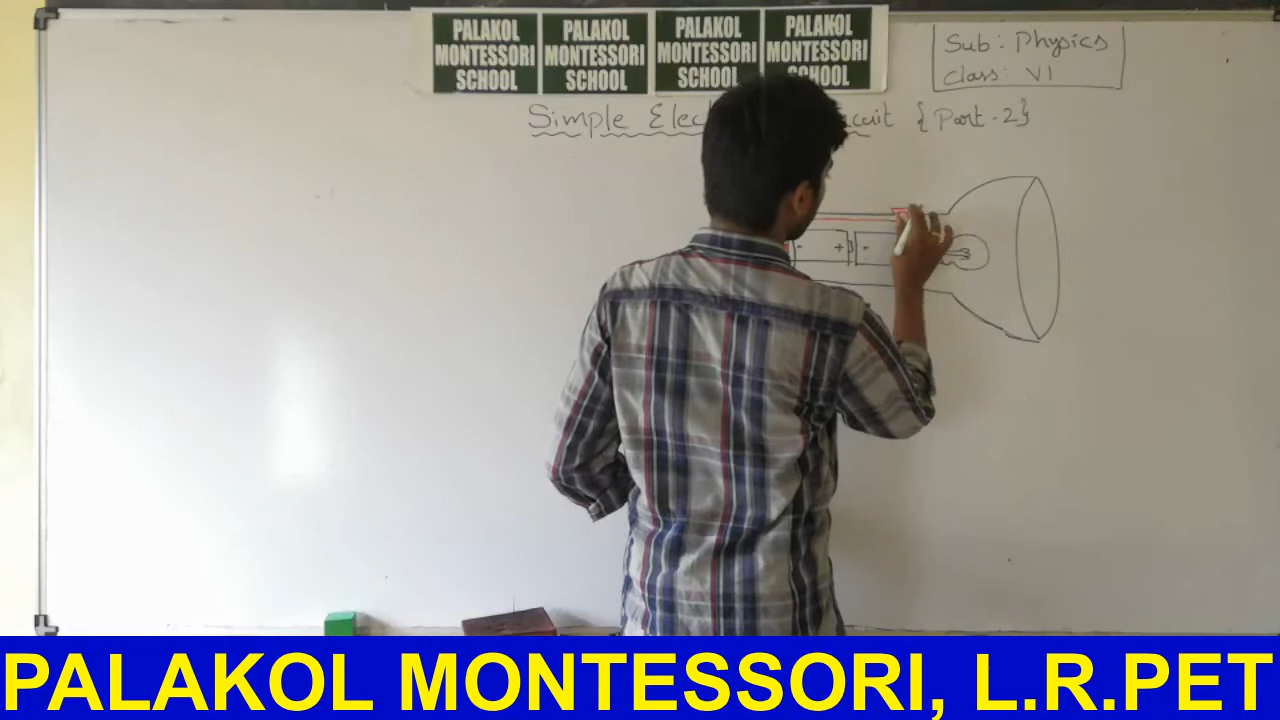 PALAKOL
MONTESSORI
SCHOOL
PALAKOL
MONTESSORI
SCHOOL
PALAKOL
MONTESSORI
SCHOOL
PALAKOL
MONTESSORI
SCHOOL
Sub: Physics
Class: VI
Simple {Part-2}
- + -
PALAKOL MONTESSORI, L.R.PET